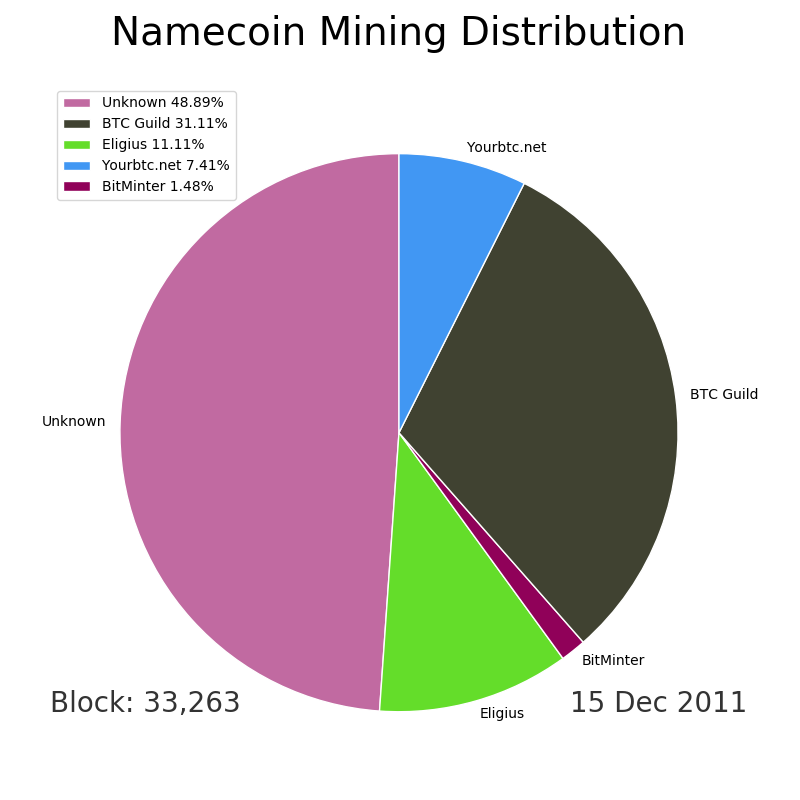 Namecoin Mining Distribution
Unknown 48.89%
BTC Guild 31.11%
Eligius 11.11%
Yourbtc.net 7.41%
BitMinter 1.48%
Yourbtc.net
BTC Guild
Unknown
BitMinter
Eligius
Block: 33,263
15 Dec 2011